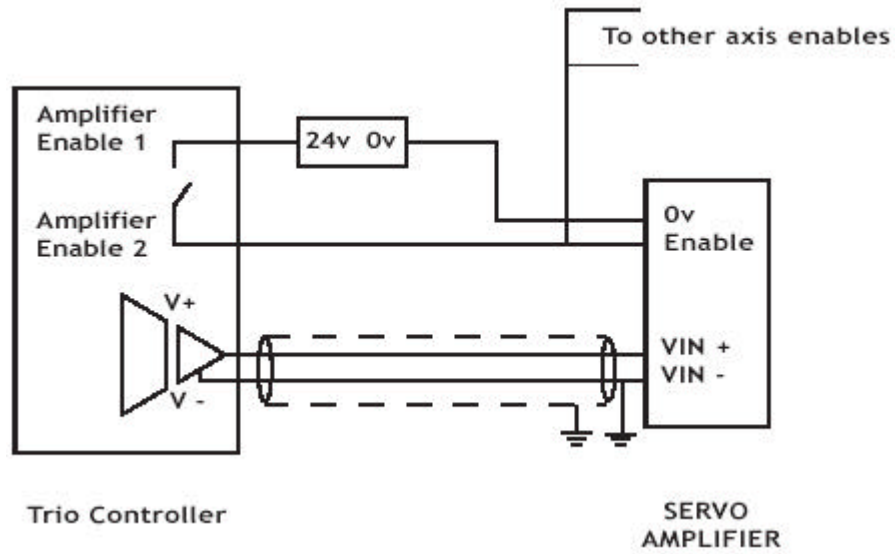 To other axis enables
Amplifier
Enable 1
24v 0v
Amplifier
Enable 2
0v
Enable
V+
V -
VIN +
VIN -
Trio Controller
SERVO
AMPLIFIER